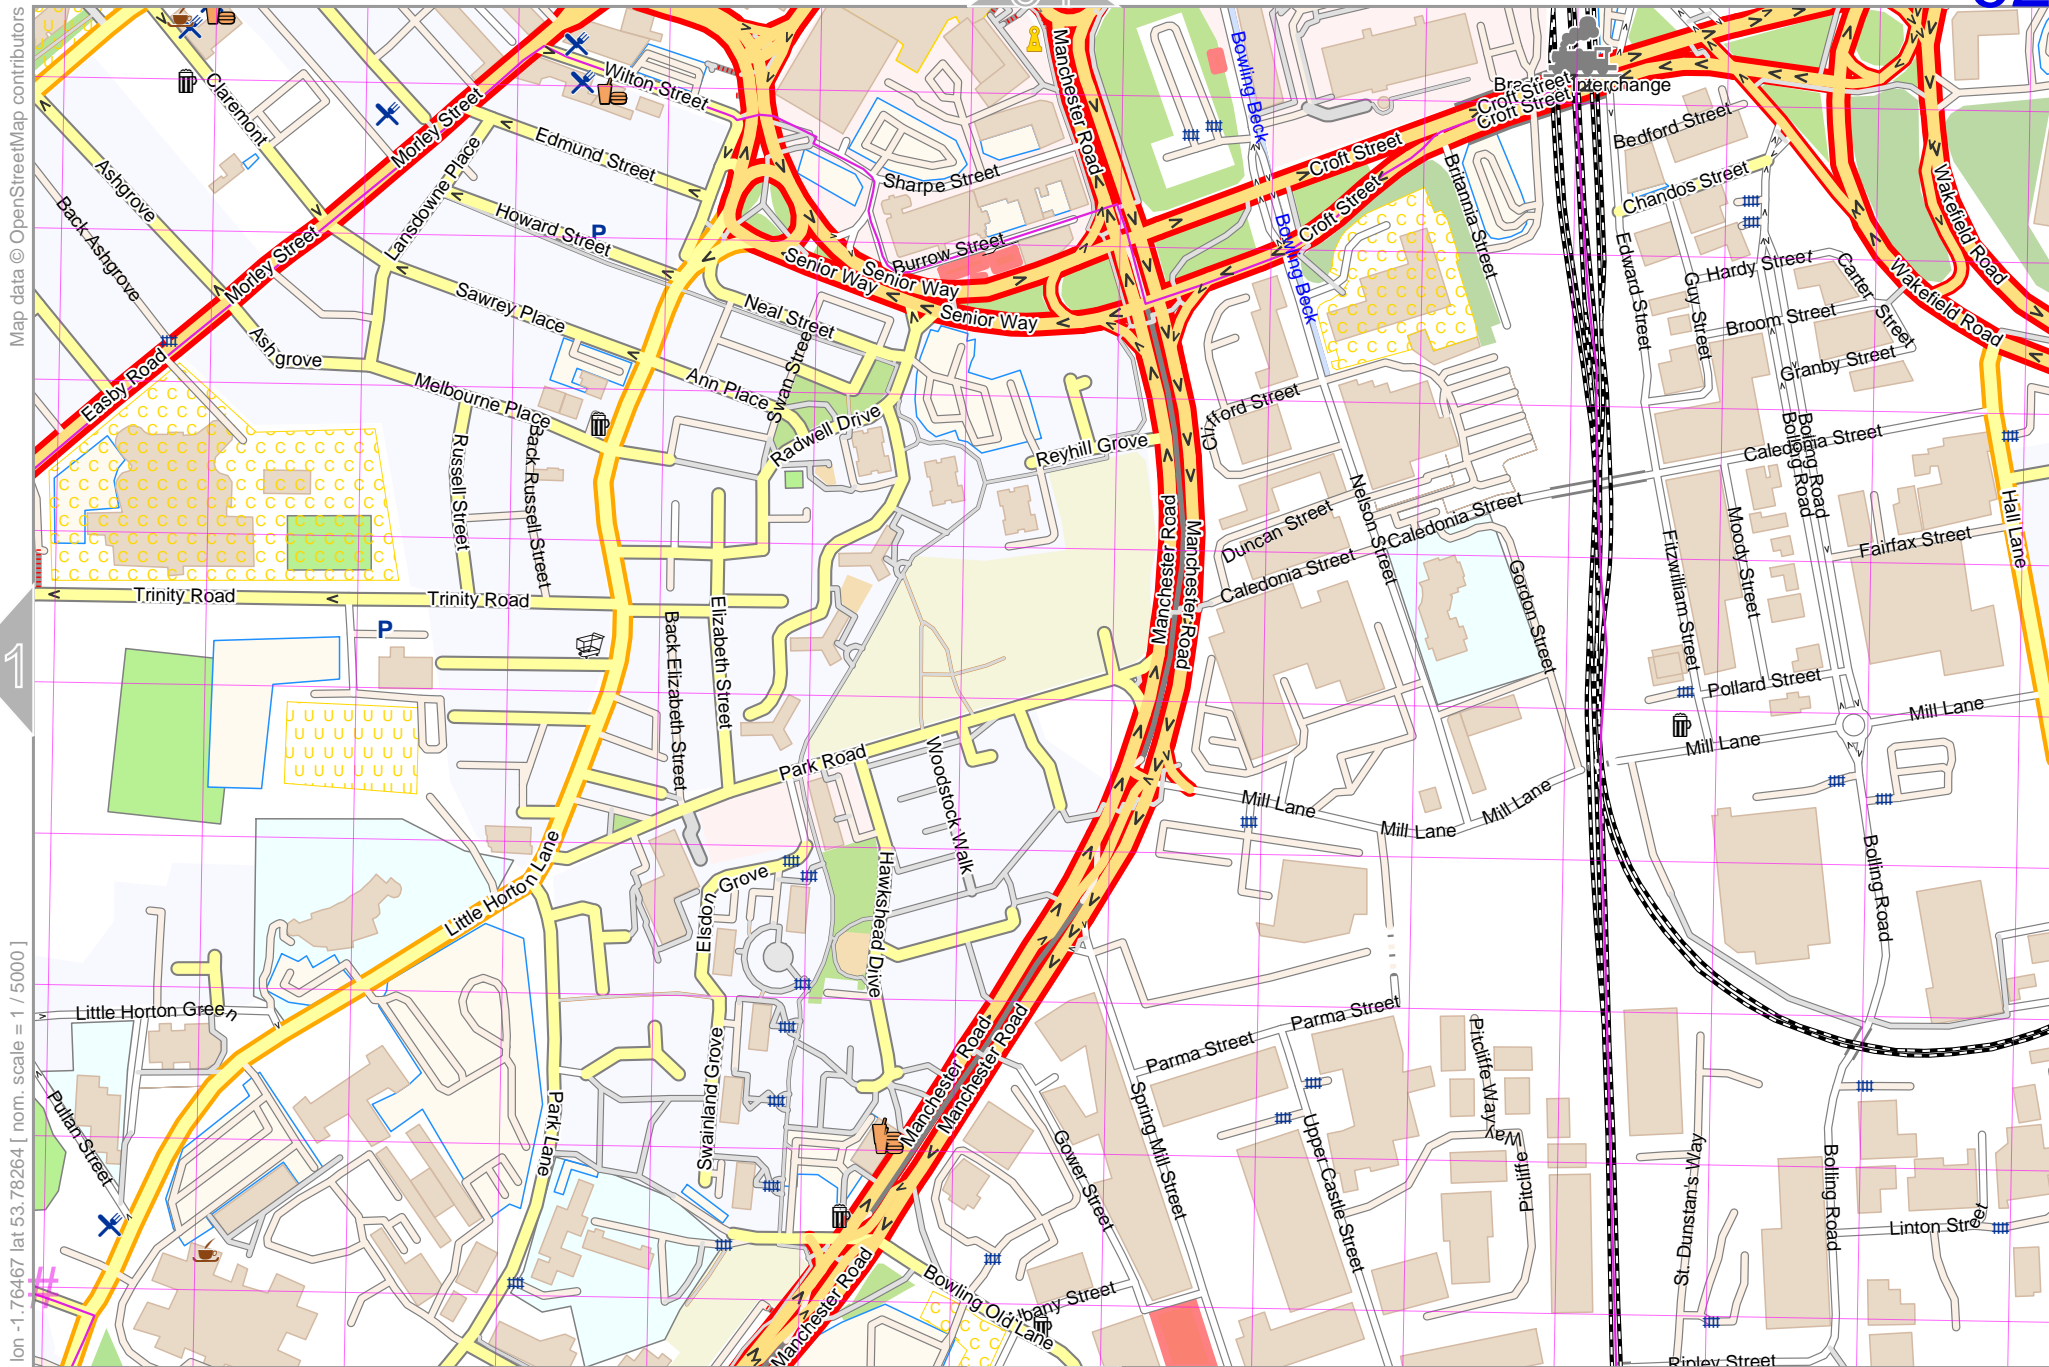 Map data © OpenStreetMap contributors
lon -1.76467 lat 53.78264 [ nom. scale = 1 / 5000 ]
1
#
Claremont
Wilton Street
Morley Street
Edmund Street
Ashgrove
Back Ashgrove
Lansdowne Place
Howard Street
P
Morley Street
Sawrey Place
Ashgrove
Easby Road
Melbourne Place
Russell Street
Back Russell Street
Trinity Road
Trinity Road
P
Manchester Road
Sharpe Street
Burrow Street
Senior Way
Senior Way
Senior Way
Neal Street
Swan Street
Ann Place
Radwell Drive
Reyhill Grove
Bowling Beck
Bowling Beck
Croft Street
Croft Street
Croft Street
Croft Street
Britannia Street
Bedford Street
Chandos Street
Edward Street
Guy Street
Hardy Street
Carter Street
Broom Street
Granby Street
Wakefield Road
Wakefield Road
Caledonia Street
Bolling Road
Bolling Road
Hall Lane
Fairfax Street
Moody Street
Fitzwilliam Street
Pollard Street
Mill Lane
Mill Lane
Nelson Street
Duncan Street
Caledonia Street
Caledonia Street
Gordon Street
Manchester Road
Manchester Road
Elizabeth Street
Back Elizabeth Street
Park Road
Woodstock Walk
Mill Lane
Mill Lane
Mill Lane
Little Horton Lane
Elsdon Grove
Hawkshead Drive
Bolling Road
Little Horton Green
Pullan Street
Park Lane
Swainland Grove
Manchester Road
Manchester Road
Parma Street
Parma Street
Spring Mill Street
Gower Street
Upper Castle Street
Pitcliffe Way
Pitcliffe Way
St. Dunstan's Way
Bolling Road
Linton Street
Bowling Old Lane
Manchester Road
Ripley Street